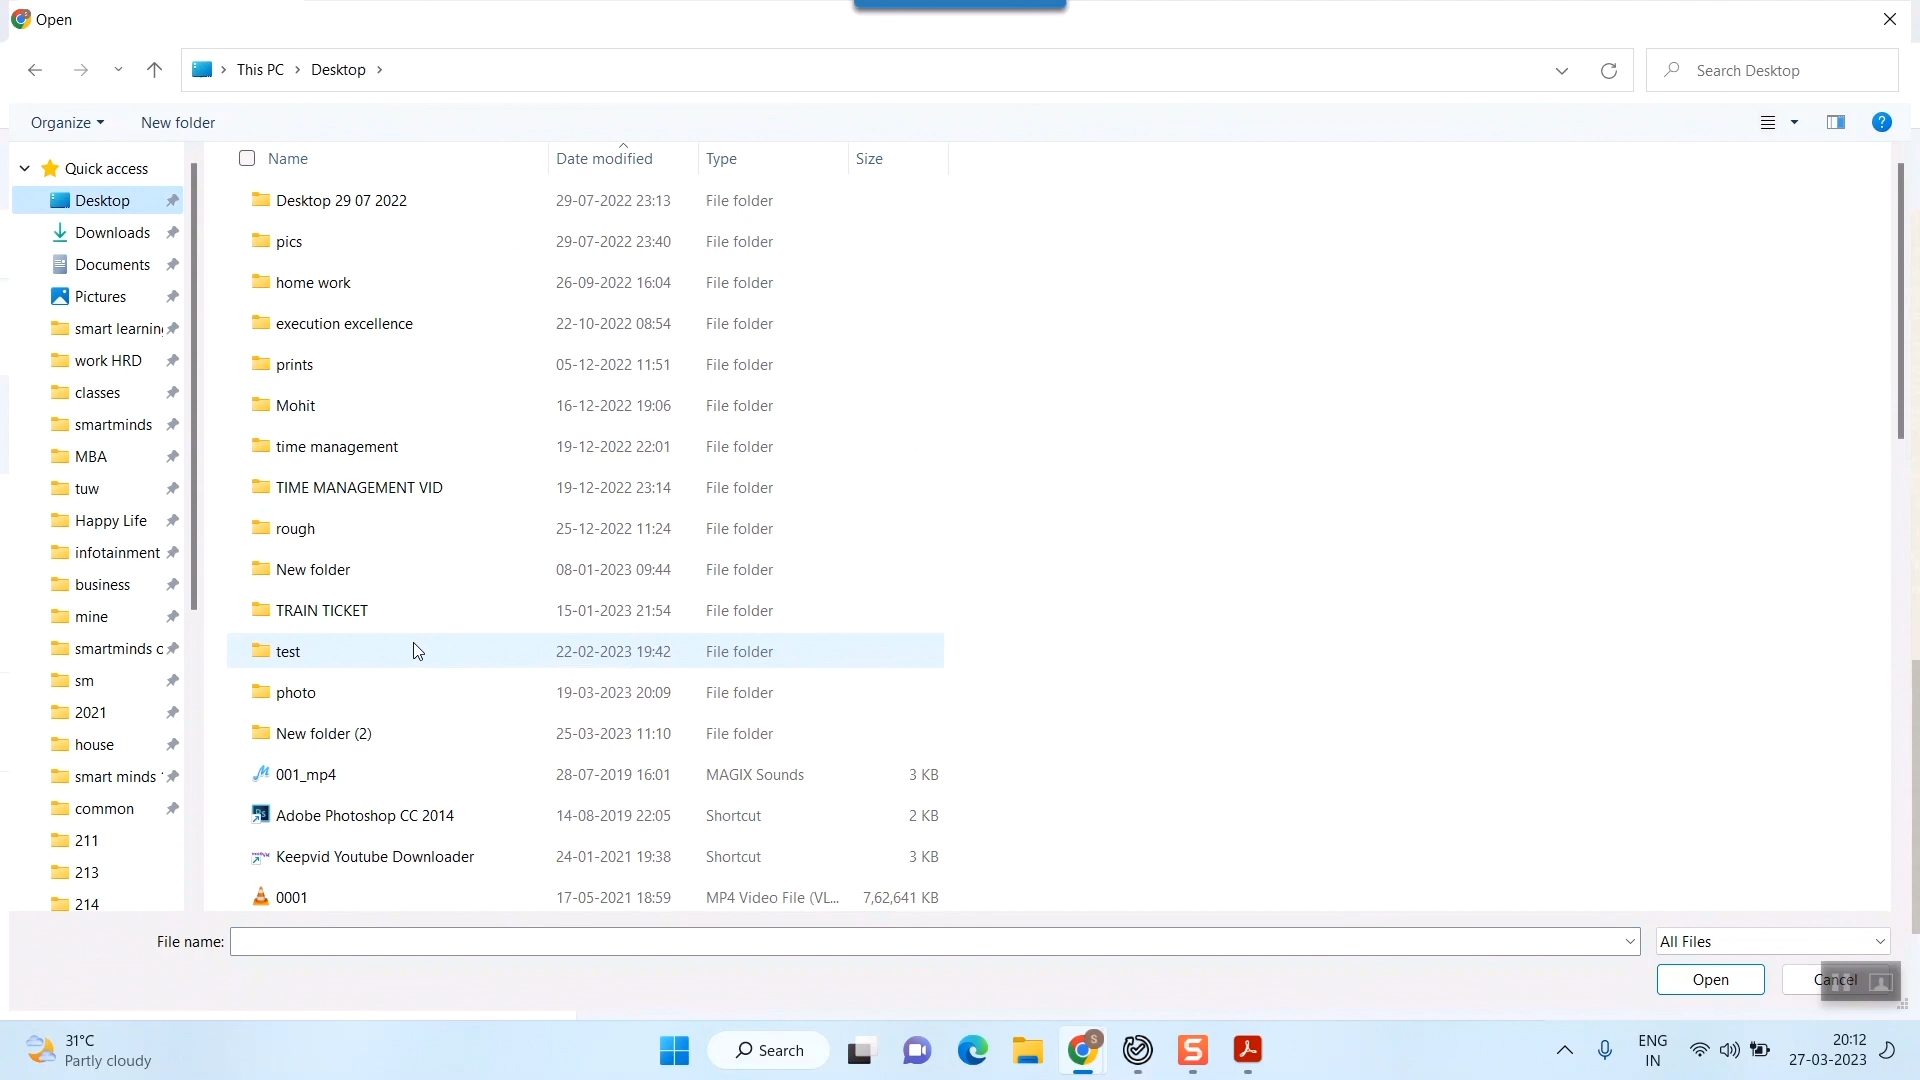 Open
This PC > Desktop >
Search Desktop
Organize
New folder
Quick access
Desktop
Downloads
Documents
Pictures
smart learning
work HRD
classes
smartminds
MBA
tuw
Happy Life
infotainment
business
mine
smartminds c
sm
2021
house
smart minds
common
211
213
214
Name Date modified Type Size
Desktop 29 07 2022 29-07-2022 23:13 File folder
pics 29-07-2022 23:40 File folder
home work 26-09-2022 16:04 File folder
execution excellence 22-10-2022 08:54 File folder
prints 05-12-2022 11:51 File folder
Mohit 16-12-2022 19:06 File folder
time management 19-12-2022 22:01 File folder
TIME MANAGEMENT VID 19-12-2022 23:14 File folder
rough 25-12-2022 11:24 File folder
New folder 08-01-2023 09:44 File folder
TRAIN TICKET 15-01-2023 21:54 File folder
test 22-02-2023 19:42 File folder
photo 19-03-2023 20:09 File folder
New folder (2) 25-03-2023 11:10 File folder
001_mp4 28-07-2019 16:01 MAGIX Sounds 3 KB
Adobe Photoshop CC 2014 14-08-2019 22:05 Shortcut 2 KB
Keepvid Youtube Downloader 24-01-2021 19:38 Shortcut 3 KB
0001 17-05-2021 18:59 MP4 Video File (VL... 7,62,641 KB
File name:
All Files
Open
Cancel
31°C
Partly cloudy
Search
S
ENG
IN
20:12
27-03-2023